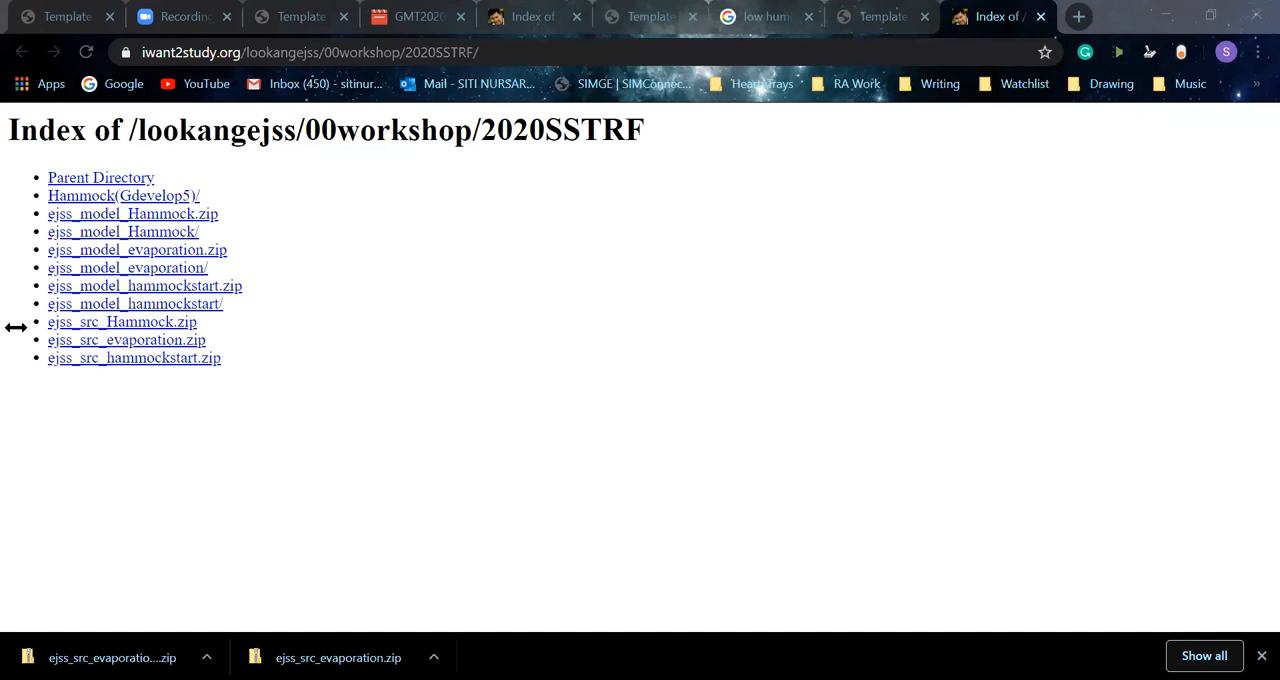 Template Recording Template GMT2020 Index of Template low humi Template Index of /
iwant2study.org/lookangejss/00workshop/2020SSTRF/ S
Apps Google YouTube Inbox (450) - sitinur... Mail - SITI NURSAR... SIMGE | SIMConnec... RA Work Writing Watchlist Drawing Music »
Index of /lookangejss/00workshop/2020SSTRF
• Parent Directory
• Hammock(Gdevelop5)/
• ejss_model_Hammock.zip
• ejss_model_Hammock/
• ejss_model_evaporation.zip
• ejss_model_evaporation/
• ejss_model_hammockstart.zip
• ejss_model_hammockstart/
• ejss_src_Hammock.zip
• ejss_src_evaporation.zip
• ejss_src_hammockstart.zip
ejss_src_evaporatio....zip ejss_src_evaporation.zip Show all